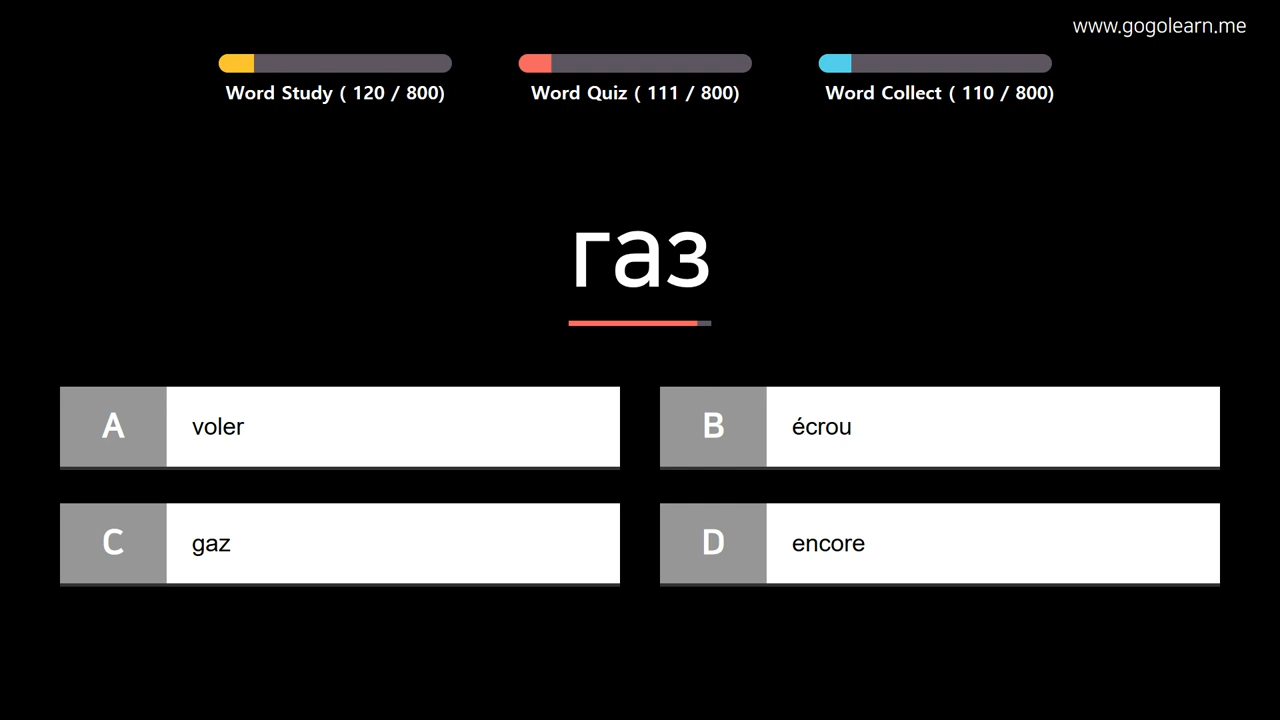 www.gogolearn.me
Word Study ( 120 / 800)
Word Quiz ( 111 / 800)
Word Collect ( 110 / 800)
газ
A voler
B écrou
C gaz
D encore